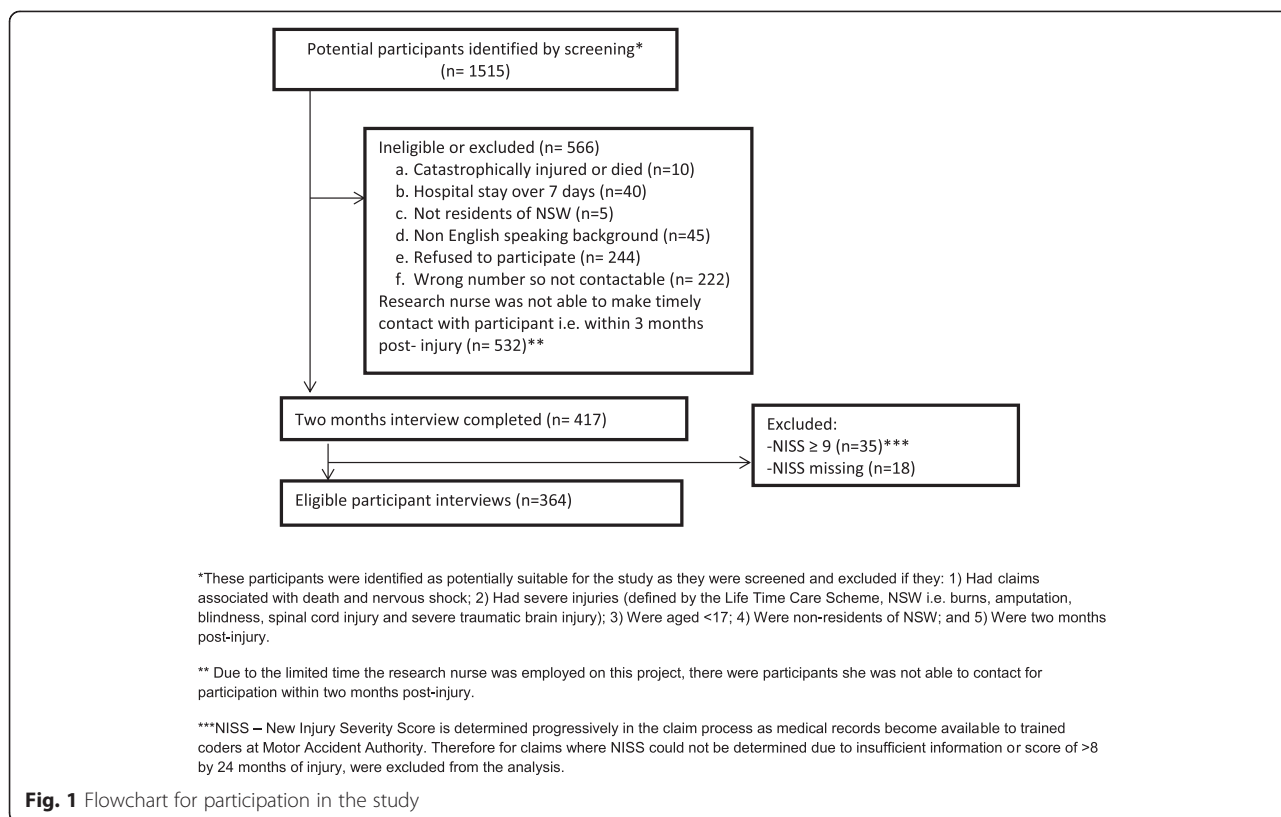 Potential participants identified by screening*
(n= 1515)
Ineligible or excluded (n= 566)
a. Catastrophically injured or died (n=10)
b. Hospital stay over 7 days (n=40)
c. Not residents of NSW (n=5)
d. Non English speaking background (n=45)
e. Refused to participate (n= 244)
f. Wrong number so not contactable (n= 222)
Research nurse was not able to make timely
contact with participant i.e. within 3 months
post- injury (n= 532)**
Two months interview completed (n= 417)
Excluded:
-NISS ≥ 9 (n=35)***
-NISS missing (n=18)
Eligible participant interviews (n=364)
*These participants were identified as potentially suitable for the study as they were screened and excluded if they: 1) Had claims
associated with death and nervous shock; 2) Had severe injuries (defined by the Life Time Care Scheme, NSW i.e. burns, amputation,
blindness, spinal cord injury and severe traumatic brain injury); 3) Were aged <17; 4) Were non-residents of NSW; and 5) Were two months
post-injury.
** Due to the limited time the research nurse was employed on this project, there were participants she was not able to contact for
participation within two months post-injury.
***NISS – New Injury Severity Score is determined progressively in the claim process as medical records become available to trained
coders at Motor Accident Authority. Therefore for claims where NISS could not be determined due to insufficient information or score of >8
by 24 months of injury, were excluded from the analysis.
Fig. 1 Flowchart for participation in the study